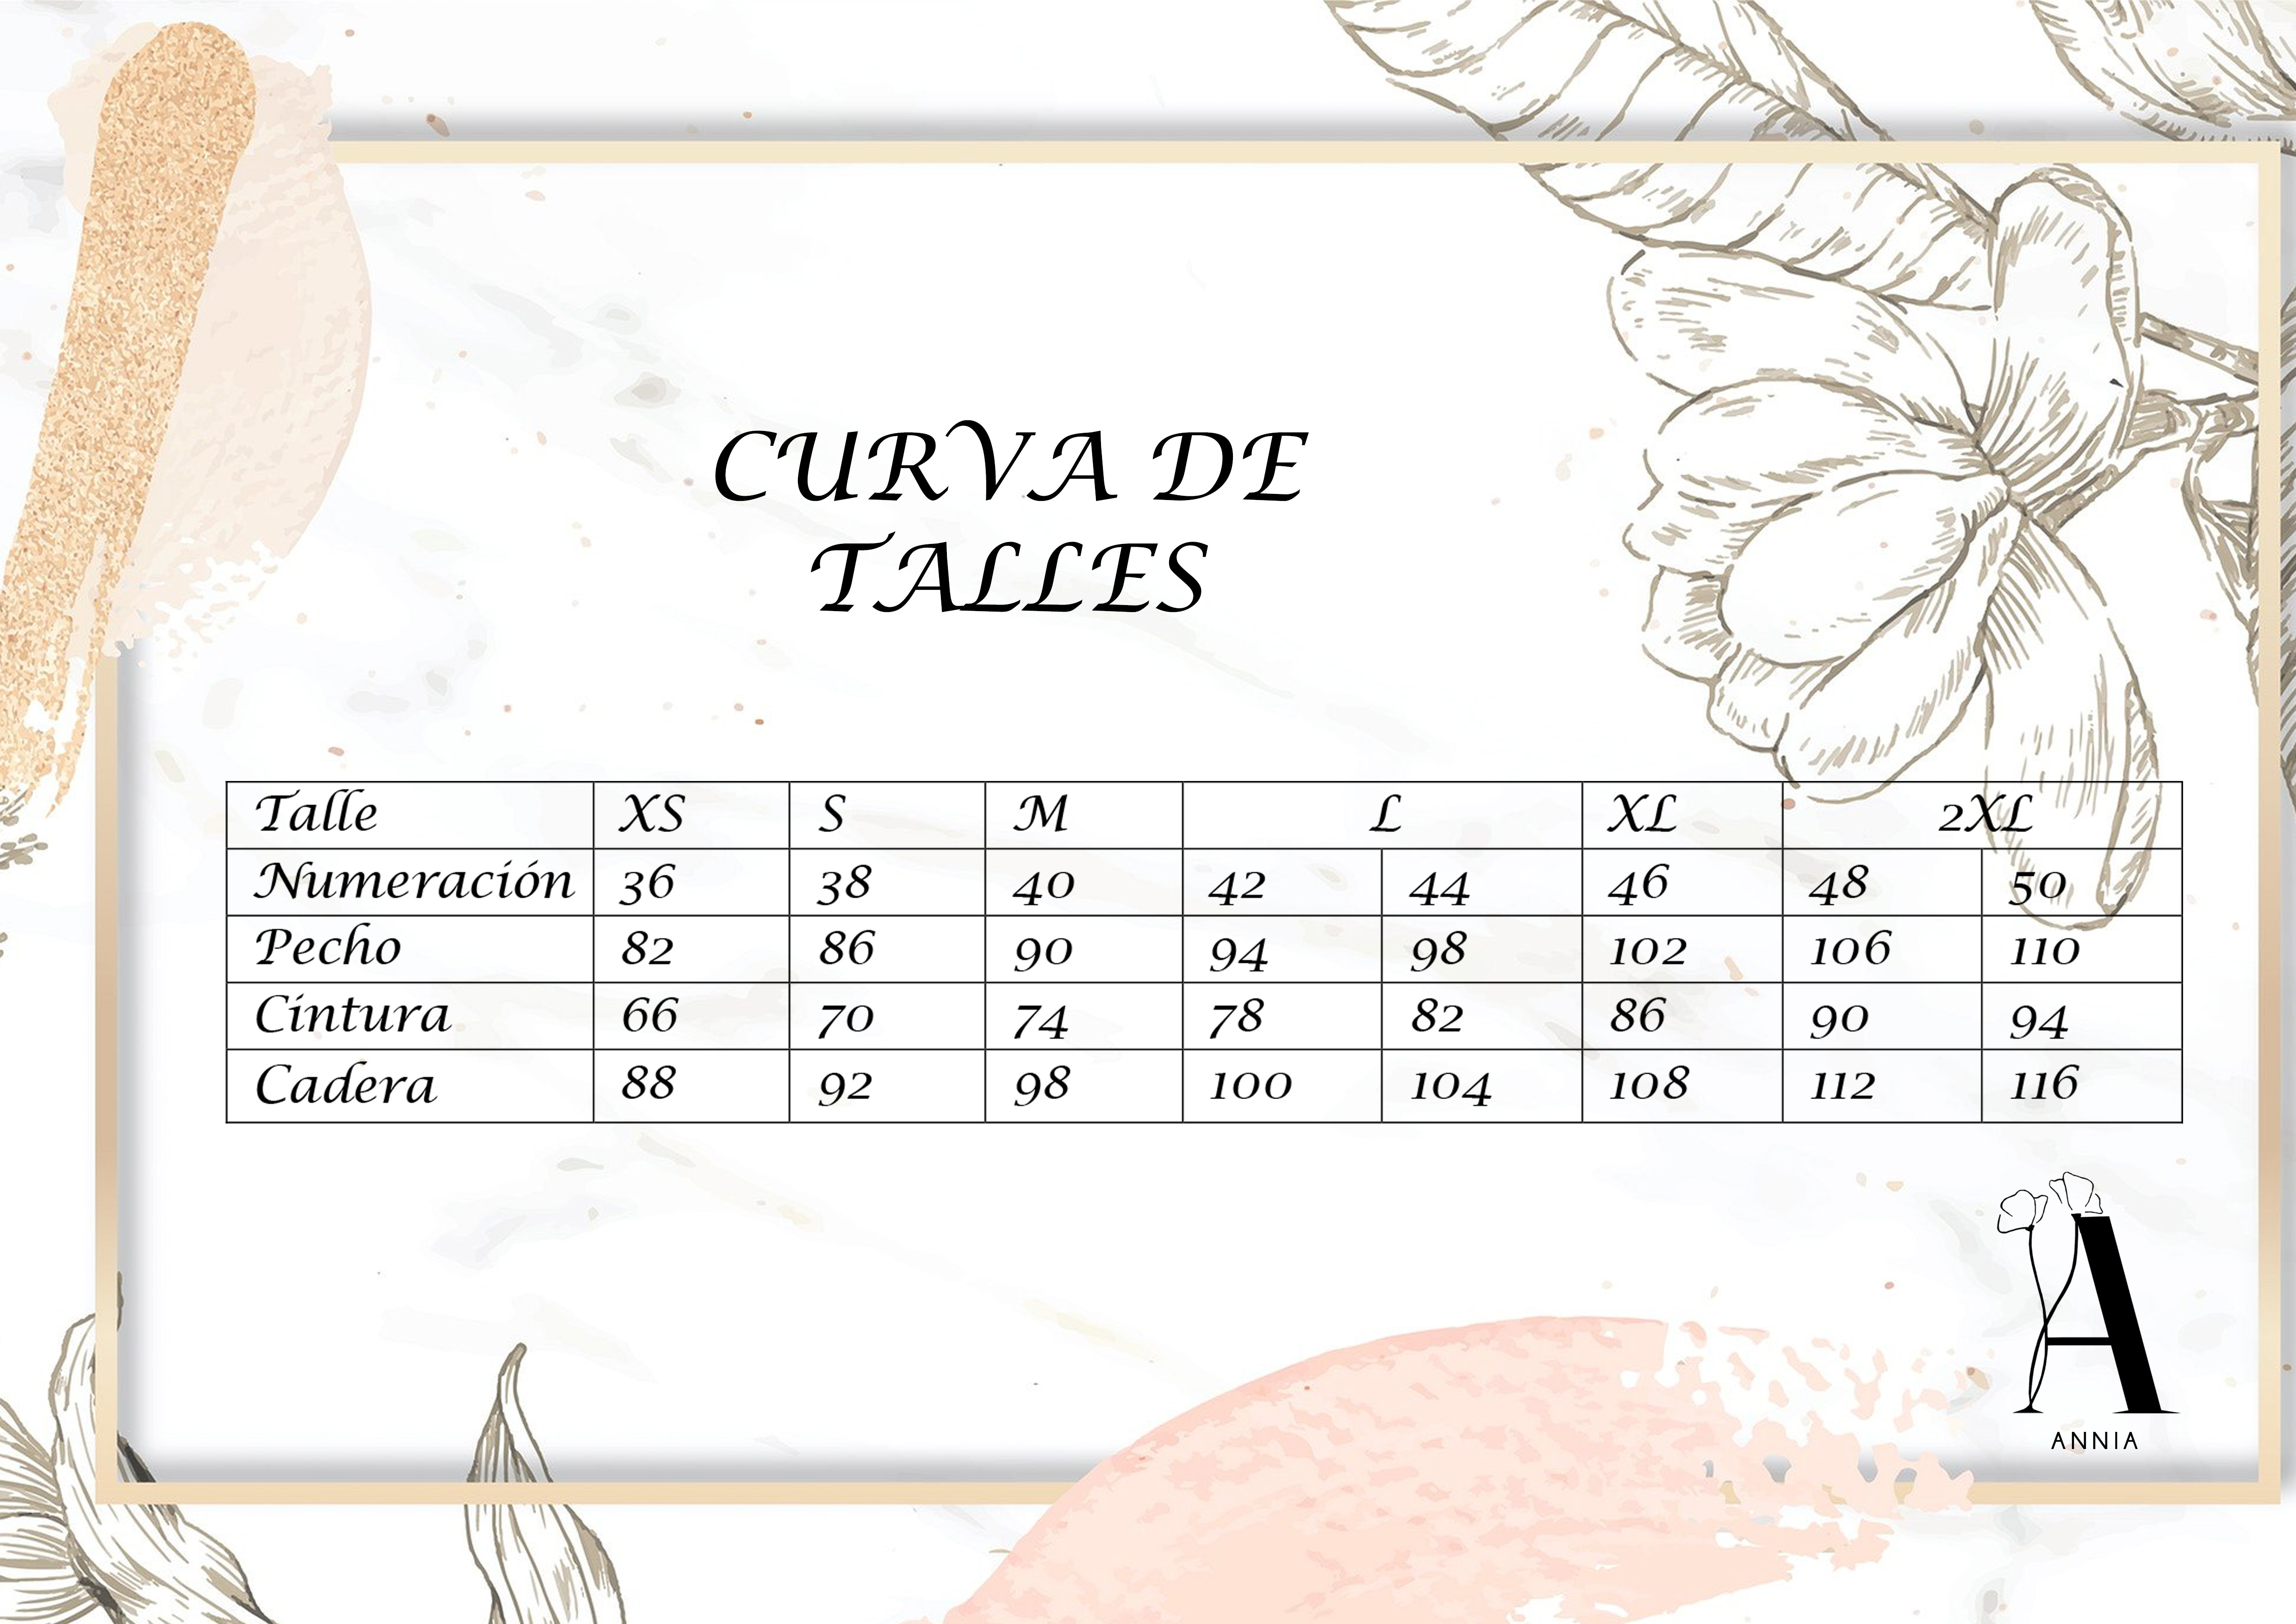 CURVA DE
TALLES
Talle XS S M L XL 2XL
Numeración 36 38 40 42 44 46 48 50
Pecho 82 86 90 94 98 102 106 110
Cintura 66 70 74 78 82 86 90 94
Cadera 88 92 98 100 104 108 112 116
A
ANNIA